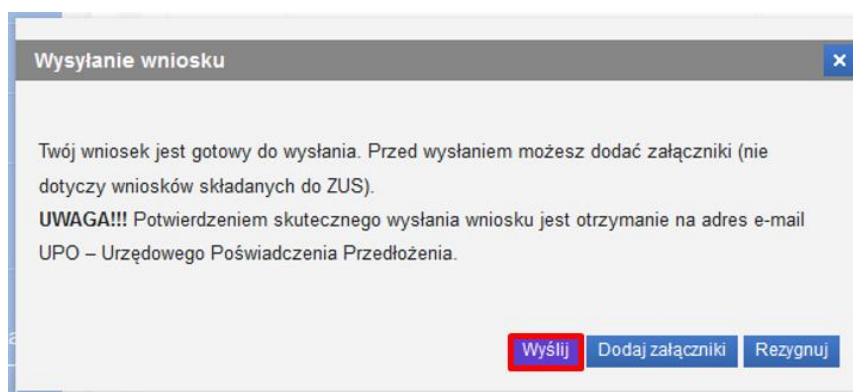 Wysyłanie wniosku
Twój wniosek jest gotowy do wysłania. Przed wysłaniem możesz dodać załączniki (nie
dotyczy wniosków składanych do ZUS).
UWAGA!!! Potwierdzeniem skutecznego wysłania wniosku jest otrzymanie na adres e-mail
UPO – Urzędowego Poświadczenia Przedłożenia.
Wyślij Dodaj załączniki Rezygnuj